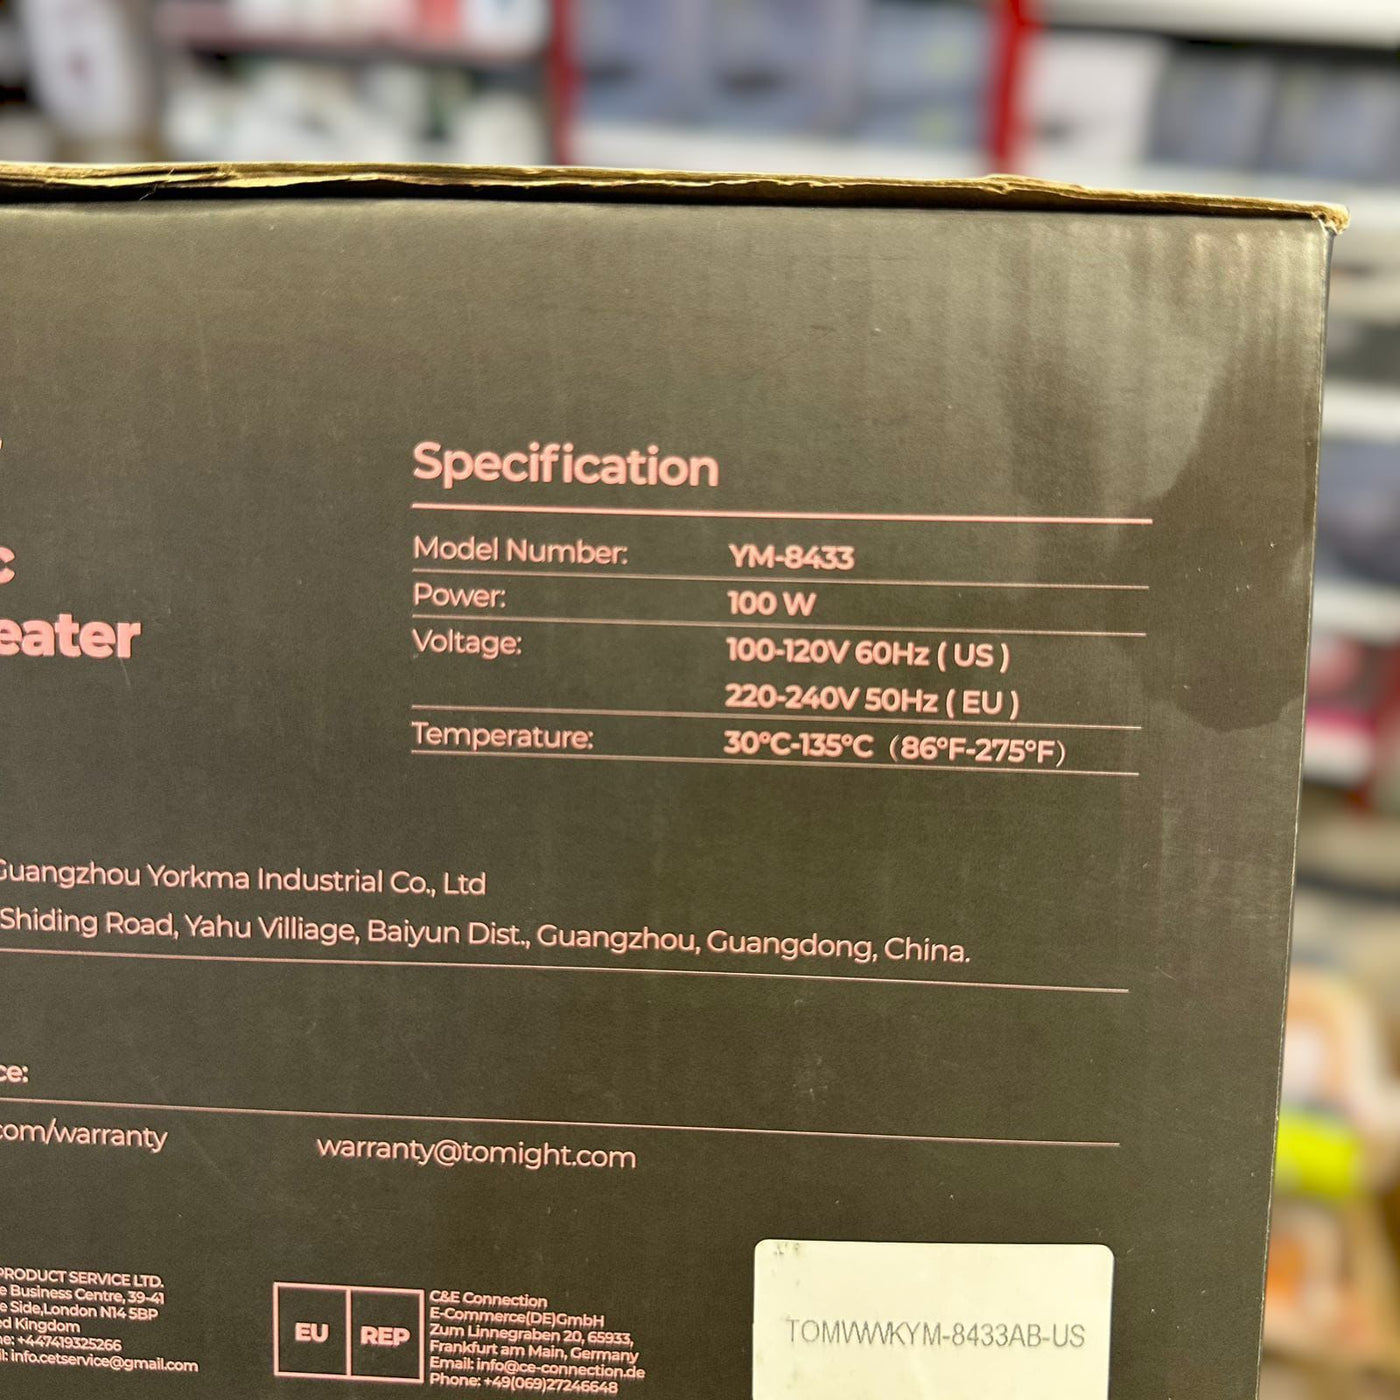 c
eater
Specification
Model Number: YM-8433
Power: 100 W
Voltage: 100-120V 60Hz ( US )
220-240V 50Hz ( EU )
Temperature: 30°C-135°C (86°F-275°F)
Guangzhou Yorkma Industrial Co., Ltd
Shiding Road, Yahu Villiage, Baiyun Dist., Guangzhou, Guangdong, China.
ce:
com/warranty warranty@tomight.com
PRODUCT SERVICE LTD.
e Business Centre, 39-41
e Side,London N14 5BP
ed Kingdom
ne: +447419325266
il: info.cetservice@gmail.com
EU REP
C&E Connection
E-Commerce(DE)GmbH
Zum Linnegraben 20, 65933,
Frankfurt am Main, Germany
Email: info@ce-connection.de
Phone: +49(069)27246648
TOMWWKYM-8433AB-US